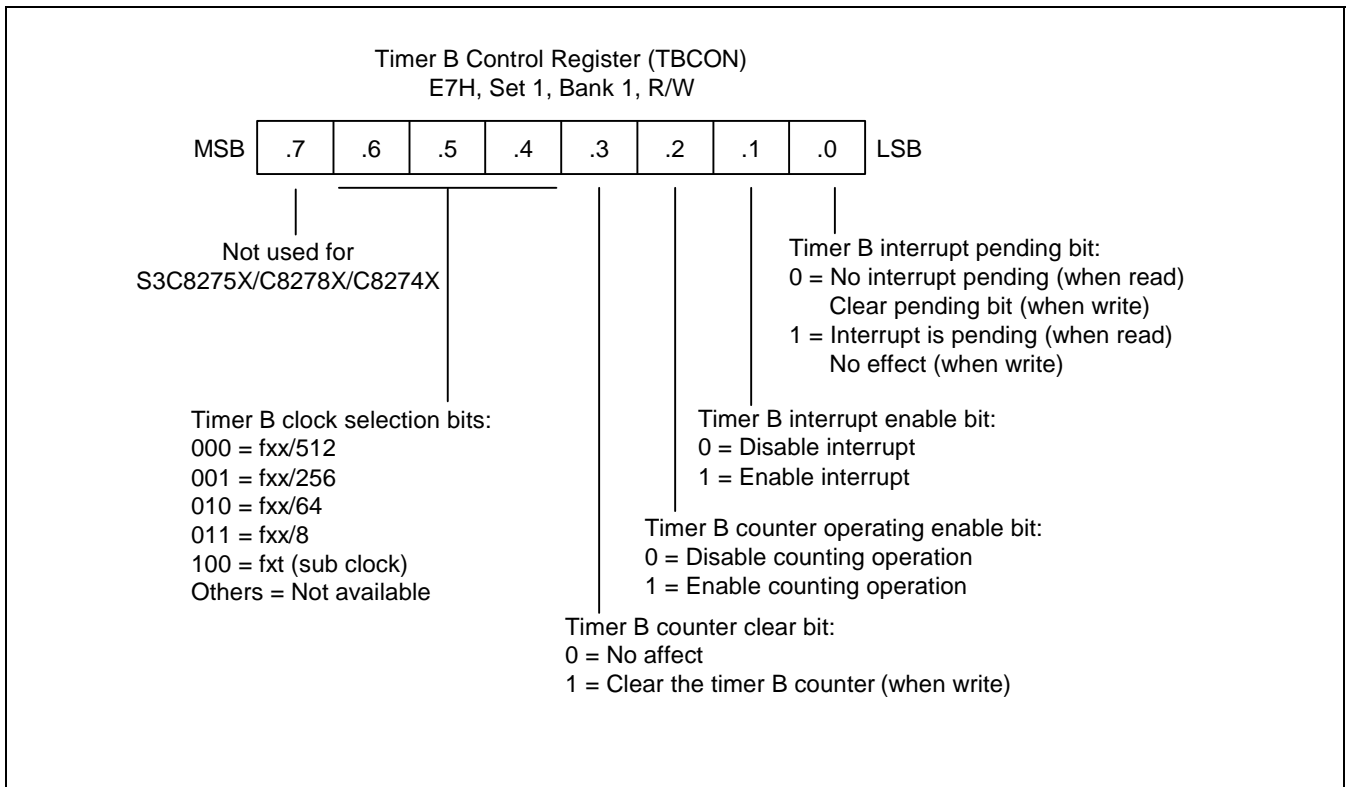 Timer B Control Register (TBCON)
E7H, Set 1, Bank 1, R/W
MSB .7 .6 .5 .4 .3 .2 .1 .0 LSB
Not used for
S3C8275X/C8278X/C8274X
Timer B interrupt pending bit:
0 = No interrupt pending (when read)
Clear pending bit (when write)
1 = Interrupt is pending (when read)
No effect (when write)
Timer B clock selection bits:
000 = fxx/512
001 = fxx/256
010 = fxx/64
011 = fxx/8
100 = fxt (sub clock)
Others = Not available
Timer B interrupt enable bit:
0 = Disable interrupt
1 = Enable interrupt
Timer B counter operating enable bit:
0 = Disable counting operation
1 = Enable counting operation
Timer B counter clear bit:
0 = No affect
1 = Clear the timer B counter (when write)